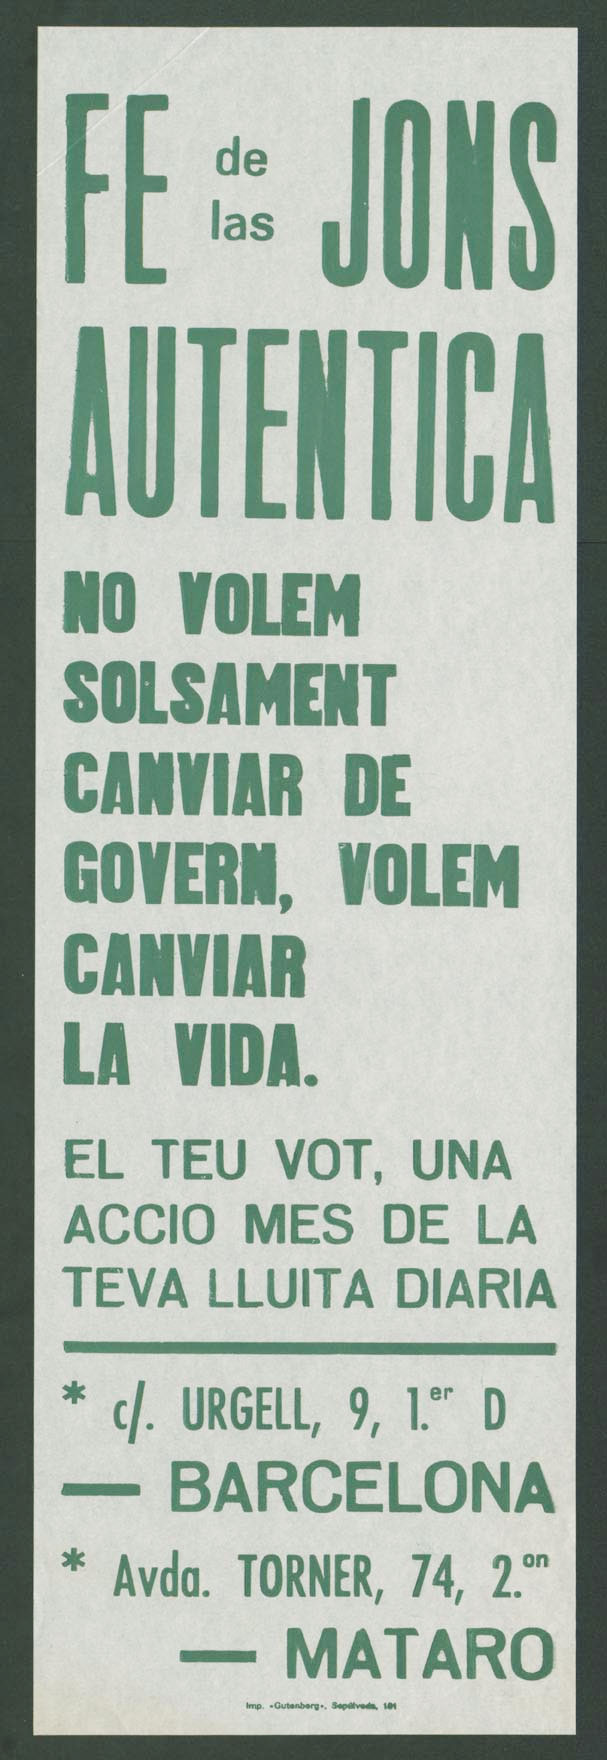 FE de las JONS
AUTENTICA
NO VOLEM
SOLSAMENT
CANVIAR DE
GOVERN, VOLEM
CANVIAR
LA VIDA.
EL TEU VOT, UNA
ACCIO MES DE LA
TEVA LLUITA DIARIA
* c/. URGELL, 9, 1.er D
— BARCELONA
* Avda. TORNER, 74, 2.on
— MATARO
Imp. «Gutenberg», Sepúlveda, 181